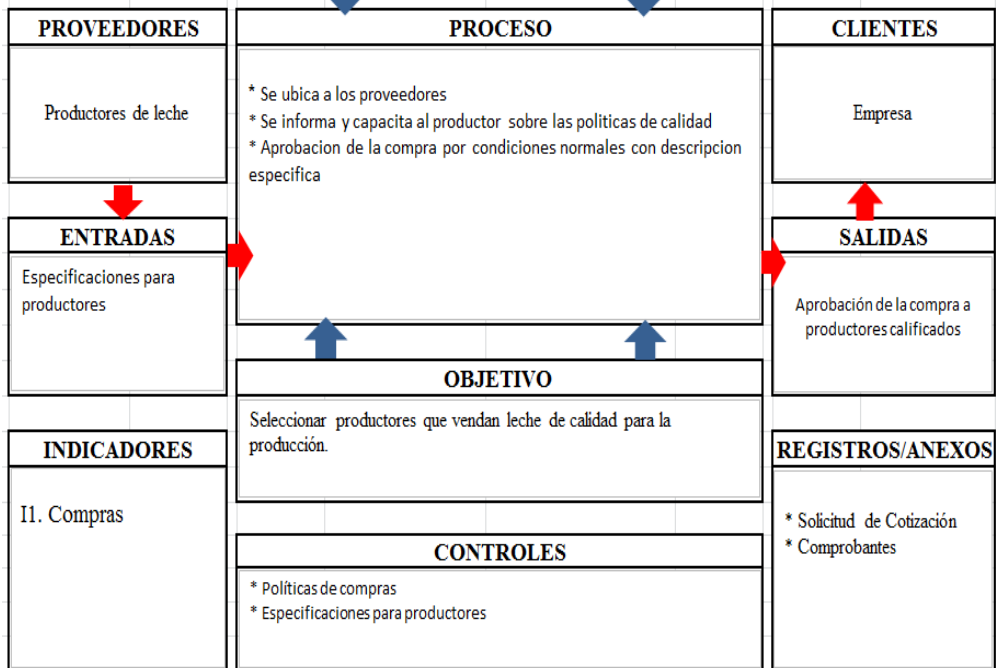 PROVEEDORES
Productores de leche
PROCESO
* Se ubica a los proveedores
* Se informa y capacita al productor sobre las politicas de calidad
* Aprobacion de la compra por condiciones normales con descripcion
especifica
CLIENTES
Empresa
ENTRADAS
Especificaciones para
productores
SALIDAS
Aprobación de la compra a
productores calificados
OBJETIVO
Seleccionar productores que vendan leche de calidad para la
producción.
INDICADORES
I1. Compras
CONTROLES
* Políticas de compras
* Especificaciones para productores
REGISTROS/ANEXOS
* Solicitud de Cotización
* Comprobantes